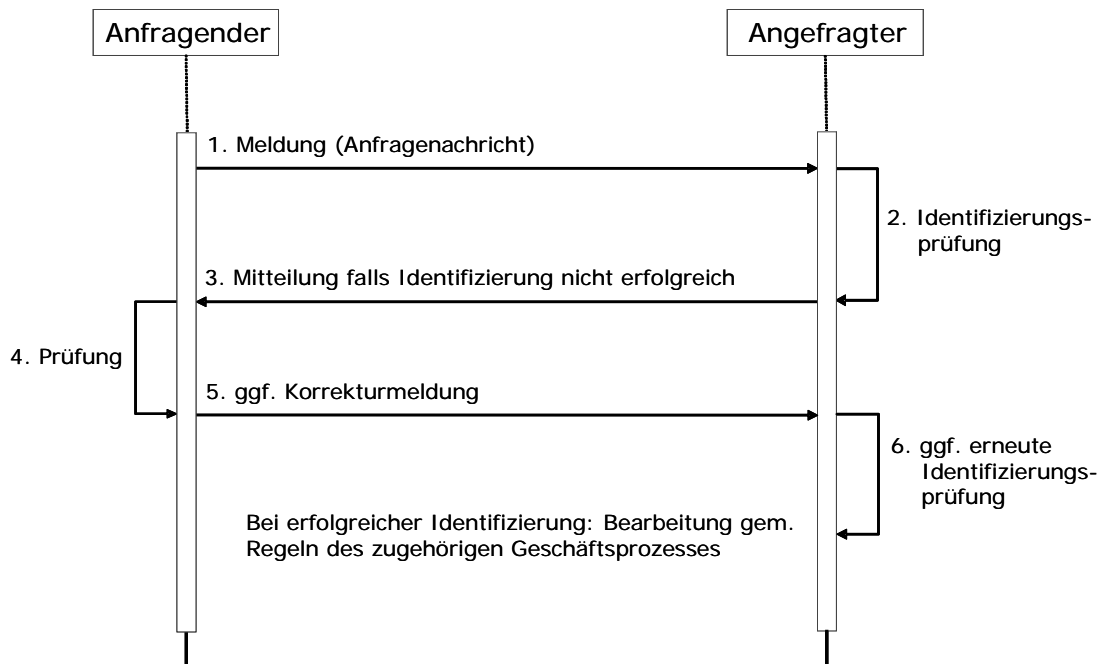 Anfragender
Angefragter
1. Meldung (Anfragenachricht)
2. Identifizierungs-
prüfung
3. Mitteilung falls Identifizierung nicht erfolgreich
4. Prüfung
5. ggf. Korrekturmeldung
6. ggf. erneute
Identifizierungs-
prüfung
Bei erfolgreicher Identifizierung: Bearbeitung gem.
Regeln des zugehörigen Geschäftsprozesses